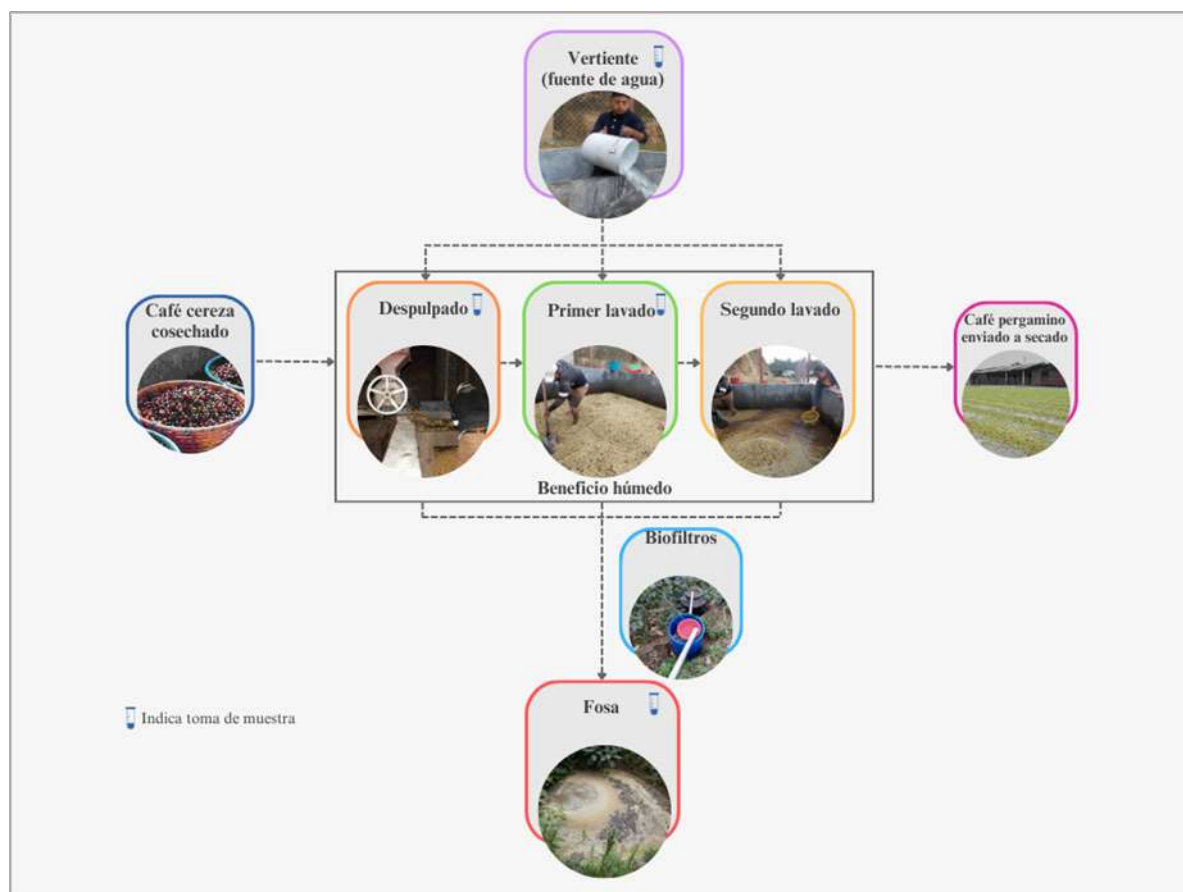 Vertiente
(fuente de agua)
Café cereza
cosechado
Despulpado
Primer lavado
Segundo lavado
Café pergamino
enviado a secado
Beneficio húmedo
Biofiltros
Fosa
Indica toma de muestra